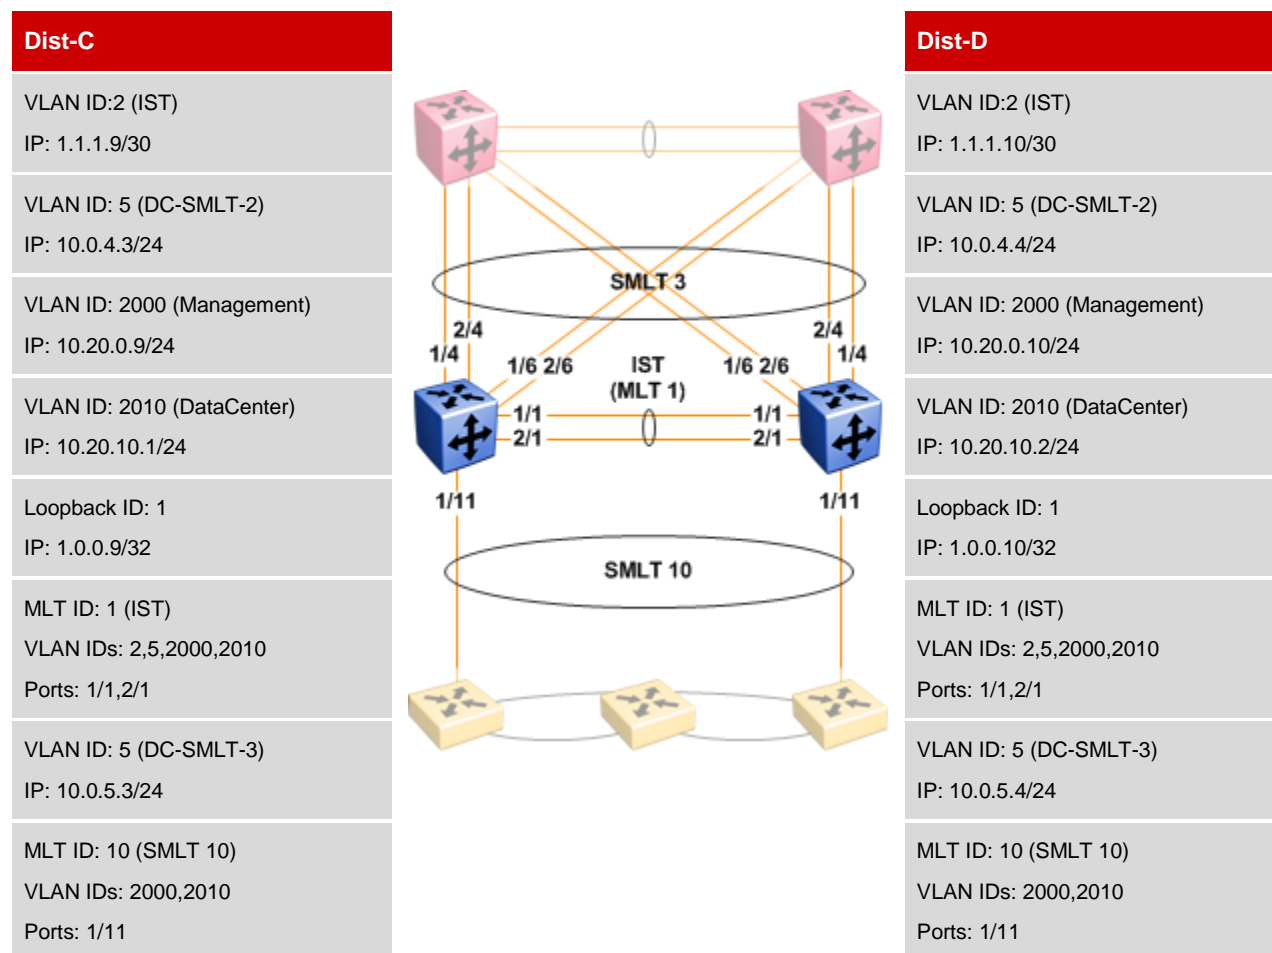 Dist-C
VLAN ID:2 (IST)
IP: 1.1.1.9/30
VLAN ID: 5 (DC-SMLT-2)
IP: 10.0.4.3/24
VLAN ID: 2000 (Management)
IP: 10.20.0.9/24
VLAN ID: 2010 (DataCenter)
IP: 10.20.10.1/24
Loopback ID: 1
IP: 1.0.0.9/32
MLT ID: 1 (IST)
VLAN IDs: 2,5,2000,2010
Ports: 1/1,2/1
VLAN ID: 5 (DC-SMLT-3)
IP: 10.0.5.3/24
MLT ID: 10 (SMLT 10)
VLAN IDs: 2000,2010
Ports: 1/11
SMLT 3
2/4
2/4
1/4
1/4
1/6 2/6
IST
1/6 2/6
(MLT 1)
1/1
1/1
2/1
2/1
1/11
1/11
SMLT 10
Dist-D
VLAN ID:2 (IST)
IP: 1.1.1.10/30
VLAN ID: 5 (DC-SMLT-2)
IP: 10.0.4.4/24
VLAN ID: 2000 (Management)
IP: 10.20.0.10/24
VLAN ID: 2010 (DataCenter)
IP: 10.20.10.2/24
Loopback ID: 1
IP: 1.0.0.10/32
MLT ID: 1 (IST)
VLAN IDs: 2,5,2000,2010
Ports: 1/1,2/1
VLAN ID: 5 (DC-SMLT-3)
IP: 10.0.5.4/24
MLT ID: 10 (SMLT 10)
VLAN IDs: 2000,2010
Ports: 1/11